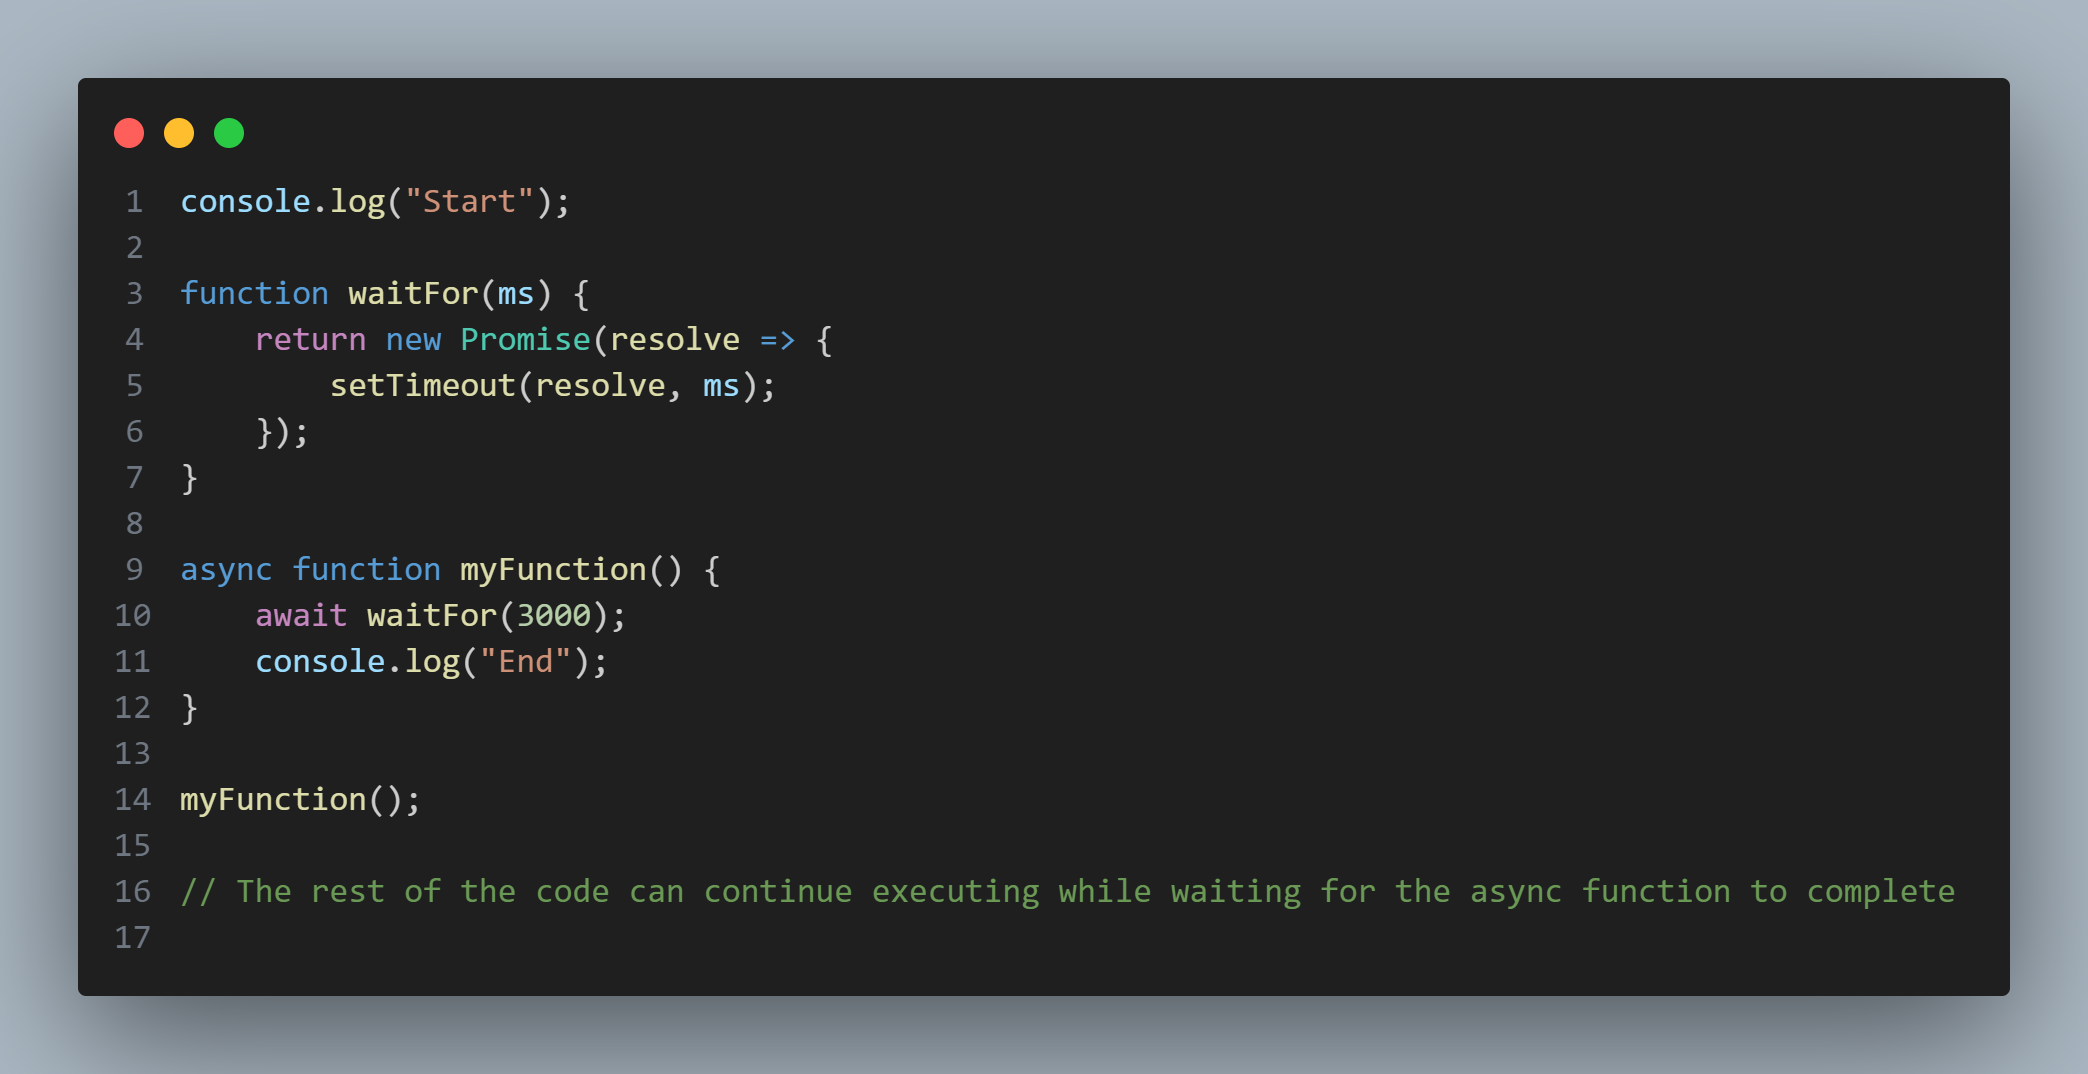 1 console.log("Start");
2
3 function waitFor(ms) {
4     return new Promise(resolve => {
5         setTimeout(resolve, ms);
6     });
7 }
8
9 async function myFunction() {
10     await waitFor(3000);
11     console.log("End");
12 }
13
14 myFunction();
15
16 // The rest of the code can continue executing while waiting for the async function to complete
17